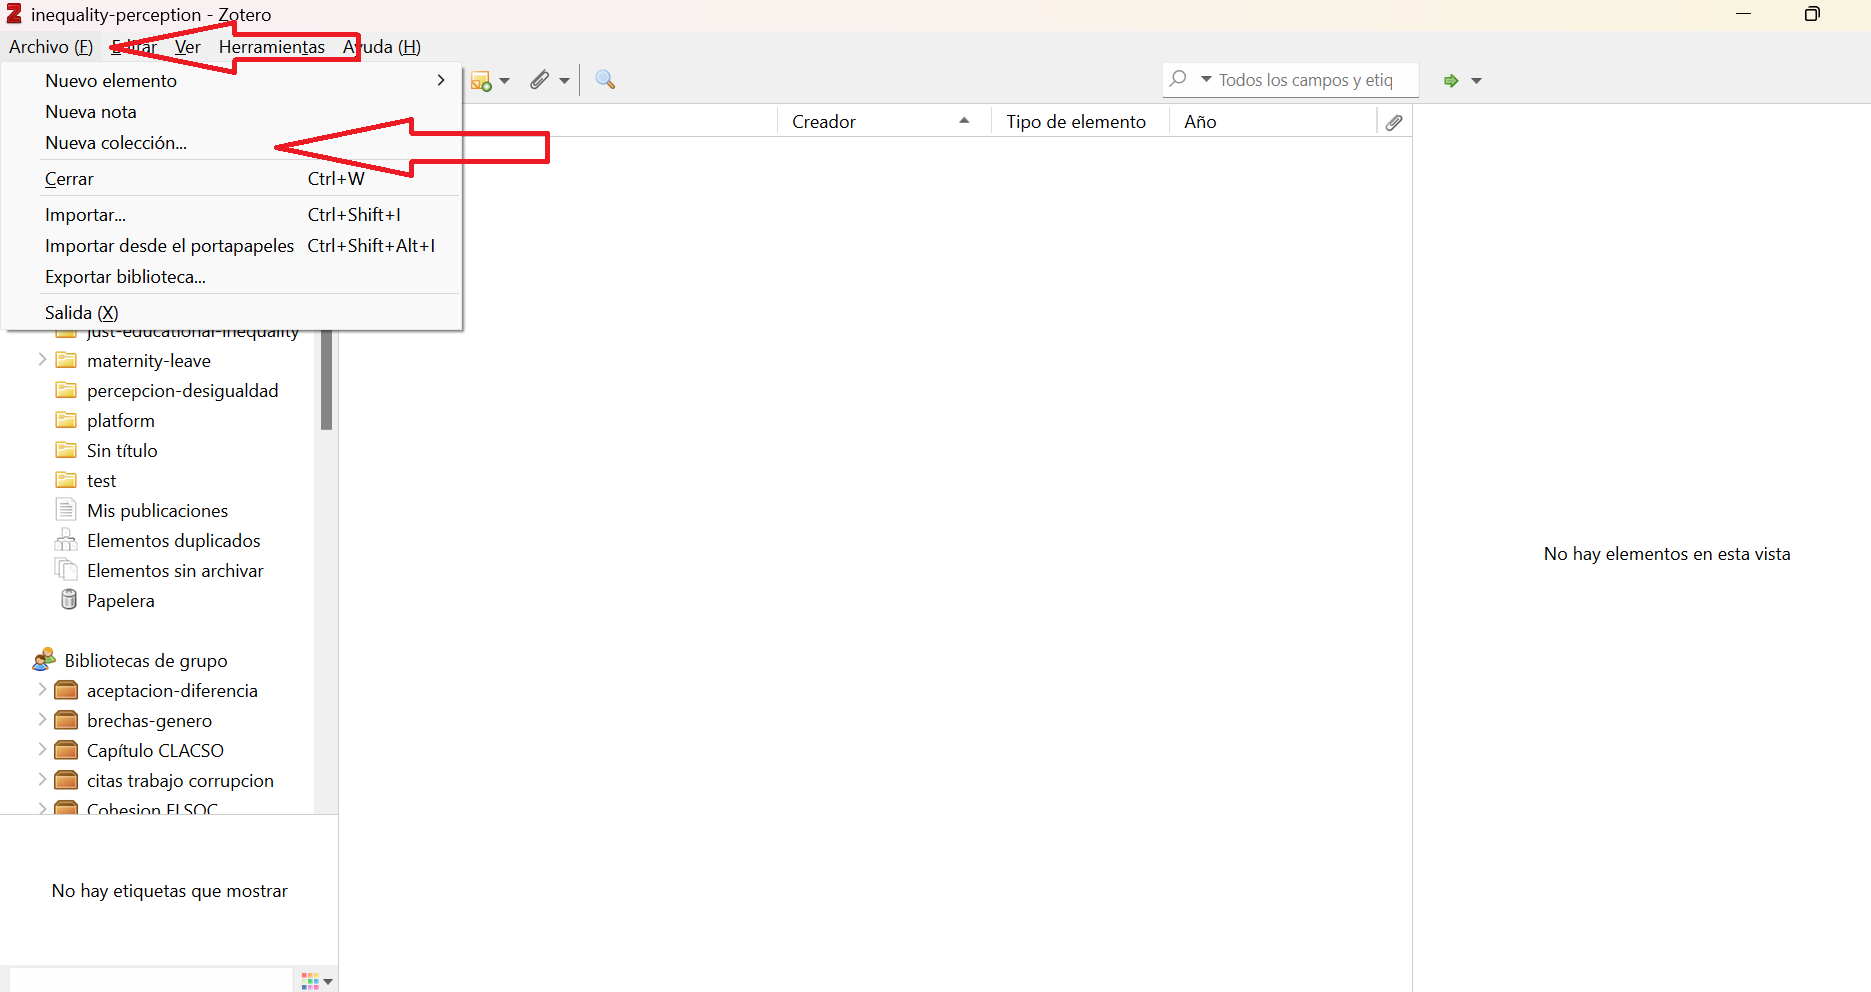 inequality-perception - Zotero
Archivo (F) Editar Ver Herramientas Ayuda (H)
Nuevo elemento
Nueva nota
Nueva colección...
Cerrar Ctrl+W
Importar... Ctrl+Shift+I
Importar desde el portapapeles Ctrl+Shift+Alt+I
Exportar biblioteca...
Salida (X)
Todos los campos y etiq
Creador Tipo de elemento Año
just-educational-inequality
maternity-leave
percepcion-desigualdad
platform
Sin título
test
Mis publicaciones
Elementos duplicados
Elementos sin archivar
Papelera
Bibliotecas de grupo
aceptacion-diferencia
brechas-genero
Capítulo CLACSO
citas trabajo corrupcion
Cohesion ELSOC
No hay etiquetas que mostrar
No hay elementos en esta vista